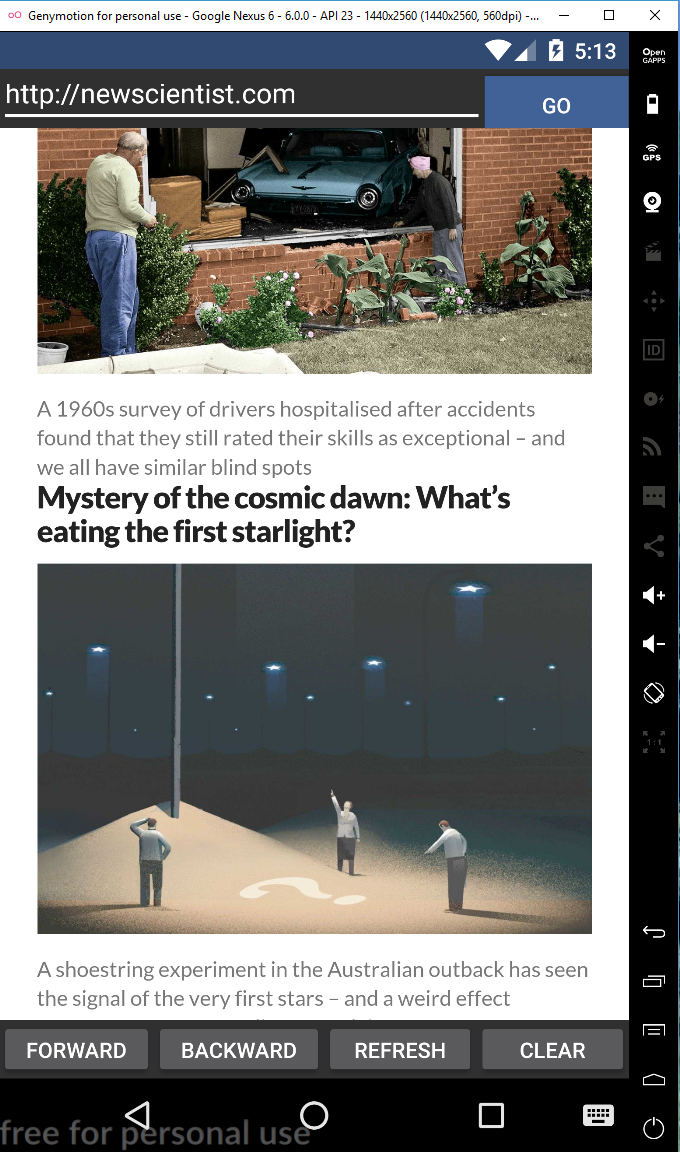 Genymotion for personal use - Google Nexus 6 - 6.0.0 - API 23 - 1440x2560 (1440x2560, 560dpi) -...
Open
GAPPS
5:13
http://newscientist.com
GO
GPS
A 1960s survey of drivers hospitalised after accidents
found that they still rated their skills as exceptional – and
we all have similar blind spots
ID
Mystery of the cosmic dawn: What’s
eating the first starlight?
1:1
A shoestring experiment in the Australian outback has seen
the signal of the very first stars – and a weird effect
FORWARD
BACKWARD
REFRESH
CLEAR
free for personal use